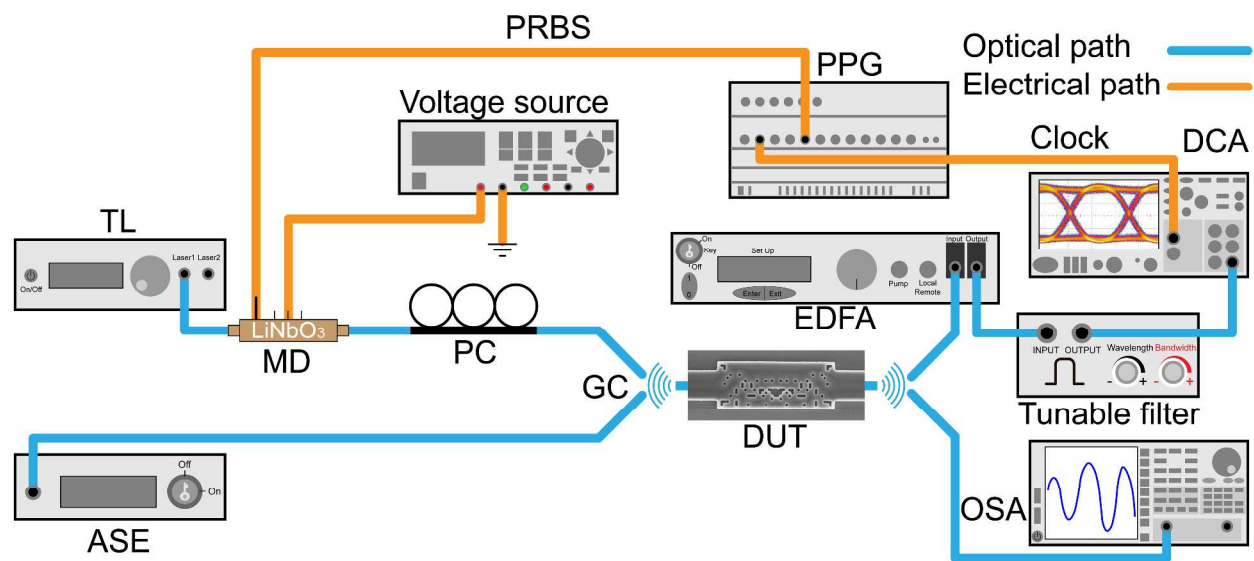 PRBS
Optical path
Electrical path
PPG
Voltage source
Clock
DCA
TL
Laser1 Laser2
On/Off
LiNbO3
MD
PC
On
Key
Off
1
0
Set Up
Enter Exit
Pump
Local
Remote
Input Output
EDFA
INPUT OUTPUT
Wavelength Bandwidth
- + - +
Tunable filter
GC
DUT
Off
On
ASE
OSA